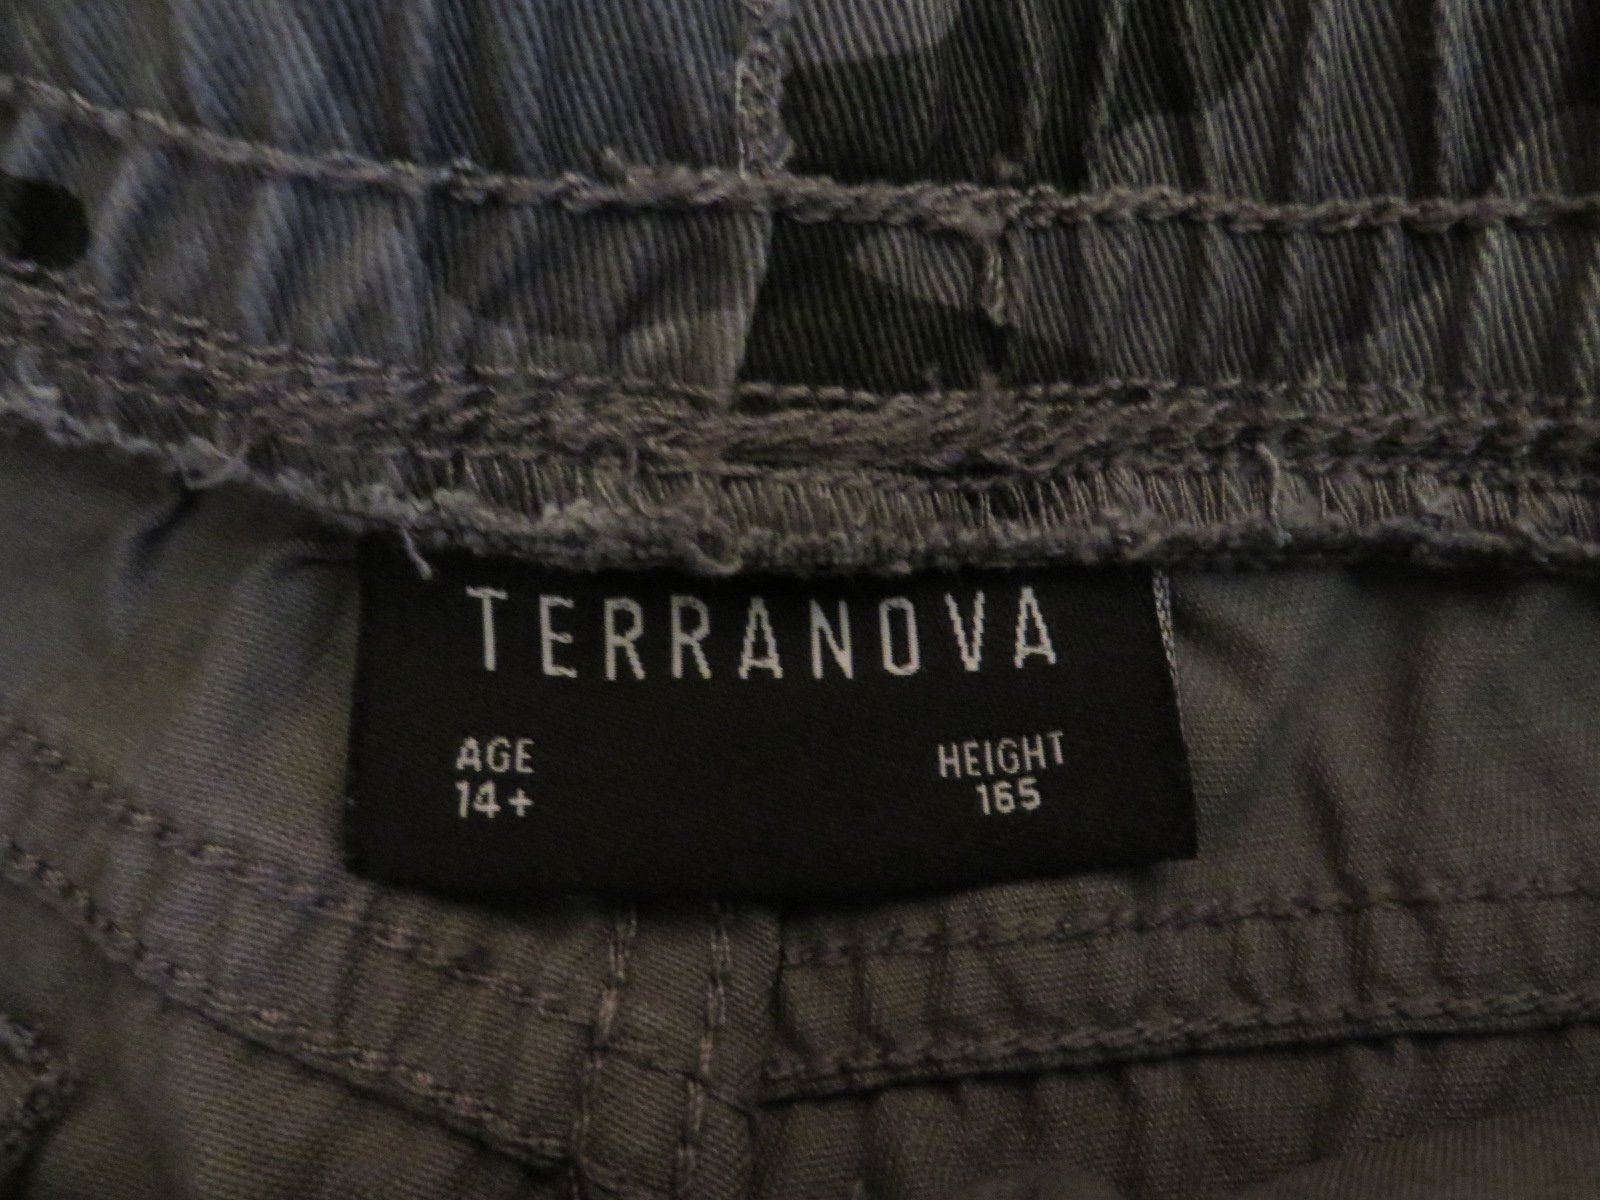 TERRANOVA
AGE HEIGHT
14+ 165